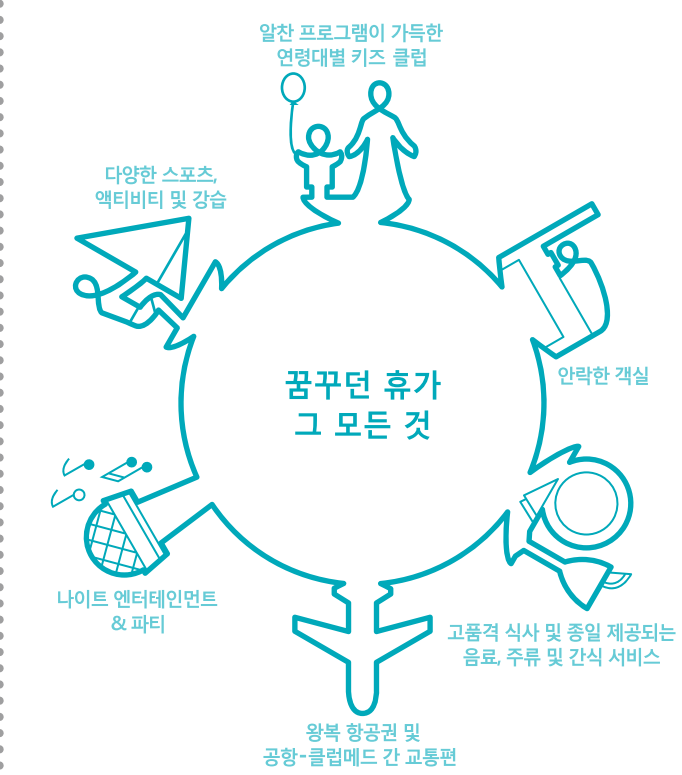 알찬 프로그램이 가득한
연령대별 키즈 클럽
다양한 스포츠,
액티비티 및 강습
안락한 객실
꿈꾸던 휴가
그 모든 것
나이트 엔터테인먼트
& 파티
고품격 식사 및 종일 제공되는
음료, 주류 및 간식 서비스
왕복 항공권 및
공항-클럽메드 간 교통편